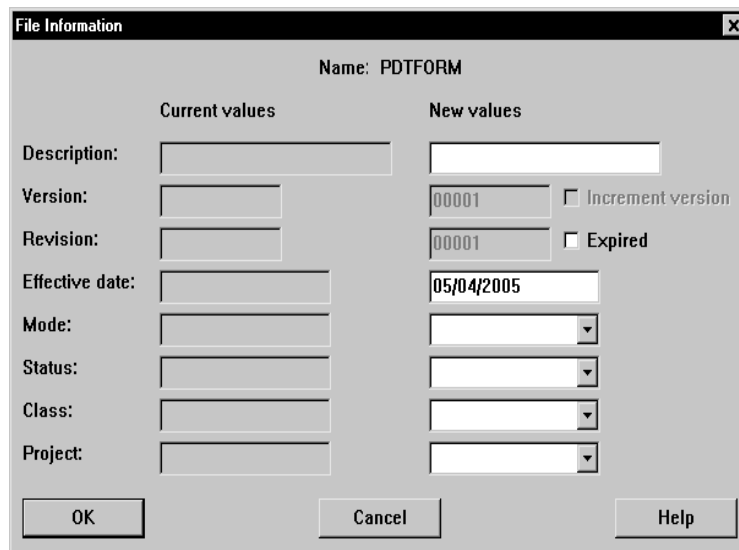 File Information
Name: PDTFORM
Current values New values
Description:
Version: 00001 Increment version
Revision: 00001 Expired
Effective date: 05/04/2005
Mode:
Status:
Class:
Project:
OK Cancel Help